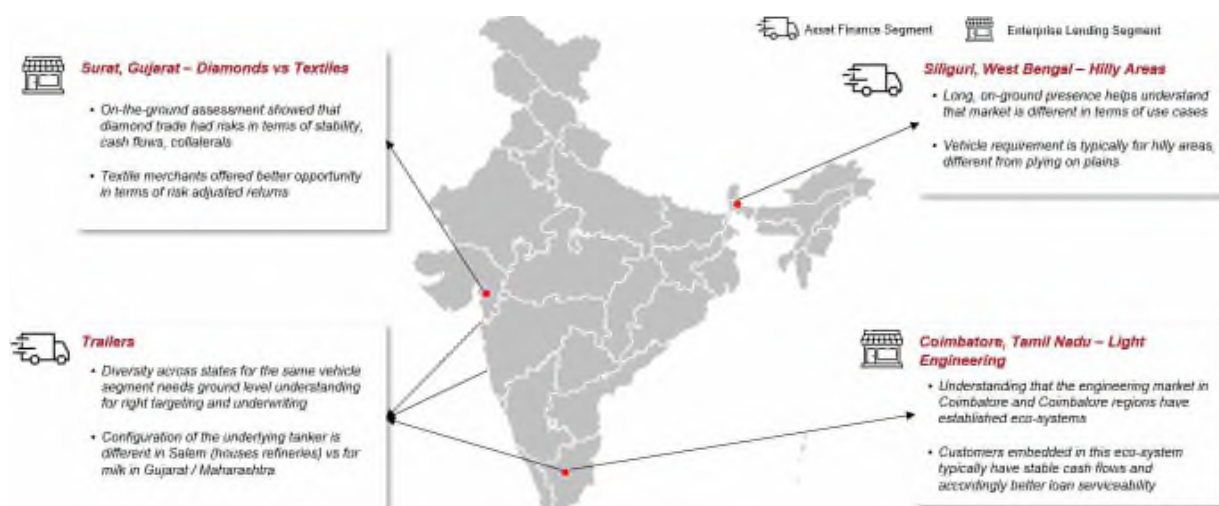 Asset Finance Segment
Enterprise Lending Segment
Surat, Gujarat – Diamonds vs Textiles
• On-the-ground assessment showed that
diamond trade had risks in terms of stability,
cash flows, collaterals
• Textile merchants offered better opportunity
in terms of risk adjusted returns
Siliguri, West Bengal – Hilly Areas
• Long, on-ground presence helps understand
that market is different in terms of use cases
• Vehicle requirement is typically for hilly areas,
different from plying on plains
Trailers
• Diversity across states for the same vehicle
segment needs ground level understanding
for right targeting and underwriting
• Configuration of the underlying tanker is
different in Salem (houses refineries) vs for
milk in Gujarat / Maharashtra
Coimbatore, Tamil Nadu – Light
Engineering
• Understanding that the engineering market in
Coimbatore and Coimbalore regions have
established eco-systems
• Customers embedded in this eco-system
typically have stable cash flows and
accordingly better loan serviceability